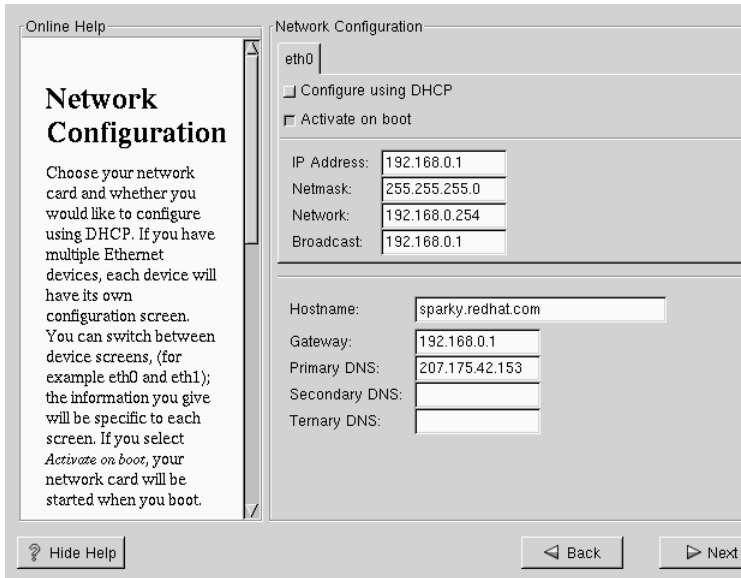 Online Help
Network
Configuration
Choose your network
card and whether you
would like to configure
using DHCP. If you have
multiple Ethernet
devices, each device will
have its own
configuration screen.
You can switch between
device screens, (for
example eth0 and eth1);
the information you give
will be specific to each
screen. If you select
Activate on boot, your
network card will be
started when you boot.
Network Configuration
eth0
Configure using DHCP
Activate on boot
IP Address: 192.168.0.1
Netmask: 255.255.255.0
Network: 192.168.0.254
Broadcast: 192.168.0.1
Hostname: sparky.redhat.com
Gateway: 192.168.0.1
Primary DNS: 207.175.42.153
Secondary DNS:
Ternary DNS:
? Hide Help
Back
Next